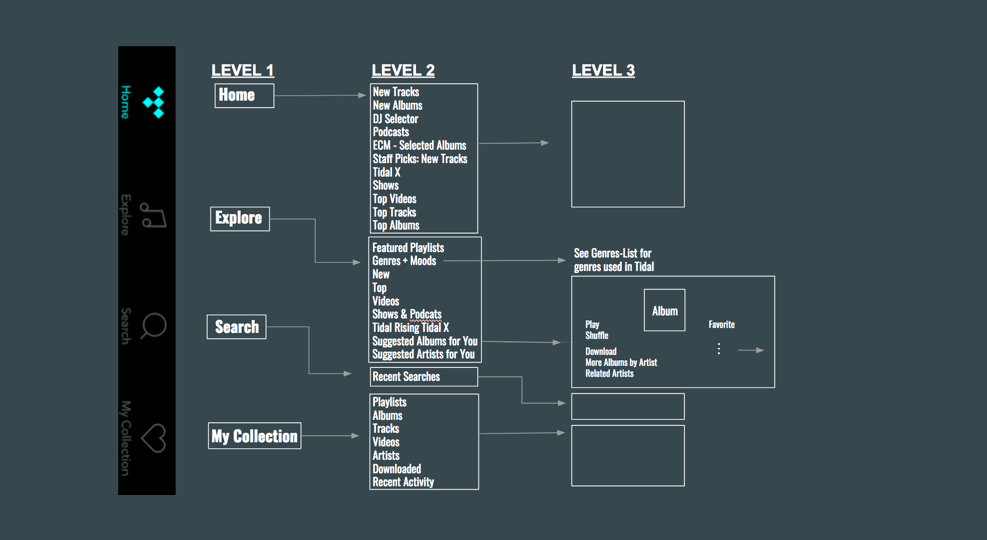 LEVEL 1
LEVEL 2
LEVEL 3
Home
Explore
Search
My Collection
Home
New Tracks
New Albums
DJ Selector
Podcasts
ECM - Selected Albums
Staff Picks: New Tracks
Tidal X
Shows
Top Videos
Top Tracks
Top Albums
Explore
Featured Playlists
Genres + Moods
New
Top
Videos
Shows & Podcats
Tidal Rising Tidal X
Suggested Albums for You
Suggested Artists for You
See Genres-List for
genres used in Tidal
Album
Play
Shuffle
Download
More Albums by Artist
Related Artists
Favorite
Search
Recent Searches
My Collection
Playlists
Albums
Tracks
Videos
Artists
Downloaded
Recent Activity